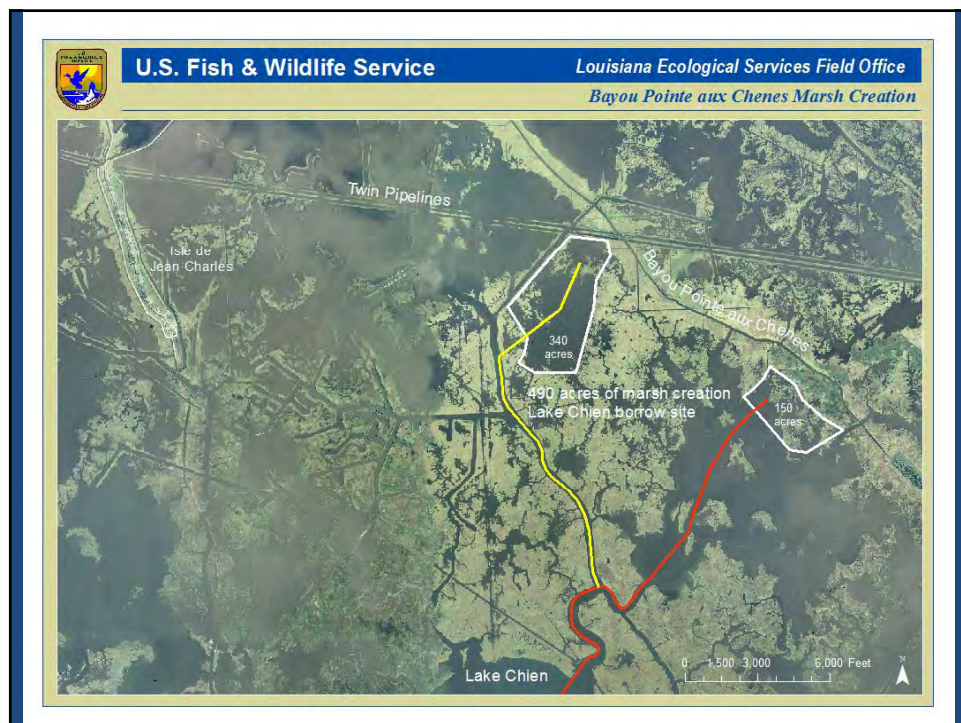 U.S. Fish & Wildlife Service
Louisiana Ecological Services Field Office
Bayou Pointe aux Chenes Marsh Creation
Twin Pipelines
Isle de
Jean Charles
Bayou Pointe aux Chenes
340
acres
490 acres of marsh creation
Lake Chien borrow site
150
acres
Lake Chien
0 1,500 3,000 6,000 Feet
N